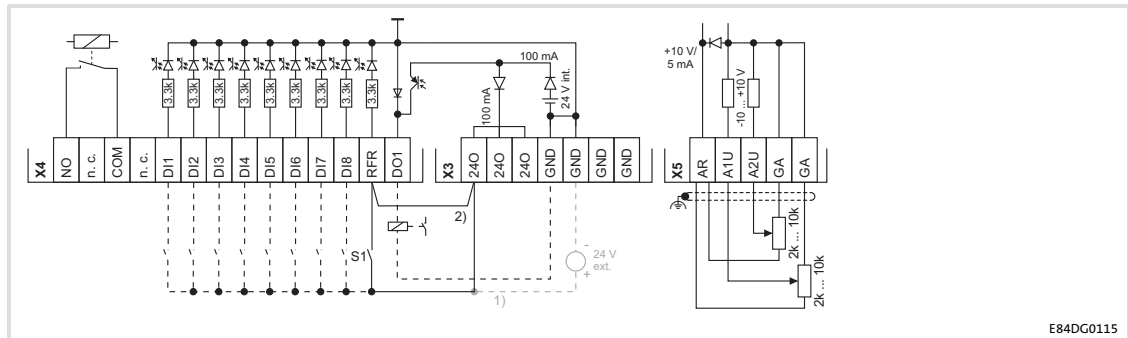 100 mA
+10 V/
5 mA
3.3k
3.3k
3.3k
3.3k
3.3k
3.3k
3.3k
3.3k
3.3k
100 mA
24 V int.
-10 ... +10 V
X4
NO
n. c.
COM
n. c.
DI1
DI2
DI3
DI4
DI5
DI6
DI7
DI8
RFR
DO1
X3
24O
24O
24O
GND
GND
GND
GND
X5
AR
A1U
A2U
GA
GA
2)
S1
- 
24 V
ext.
+
1)
2k ... 10k
2k ... 10k
E84DG0115